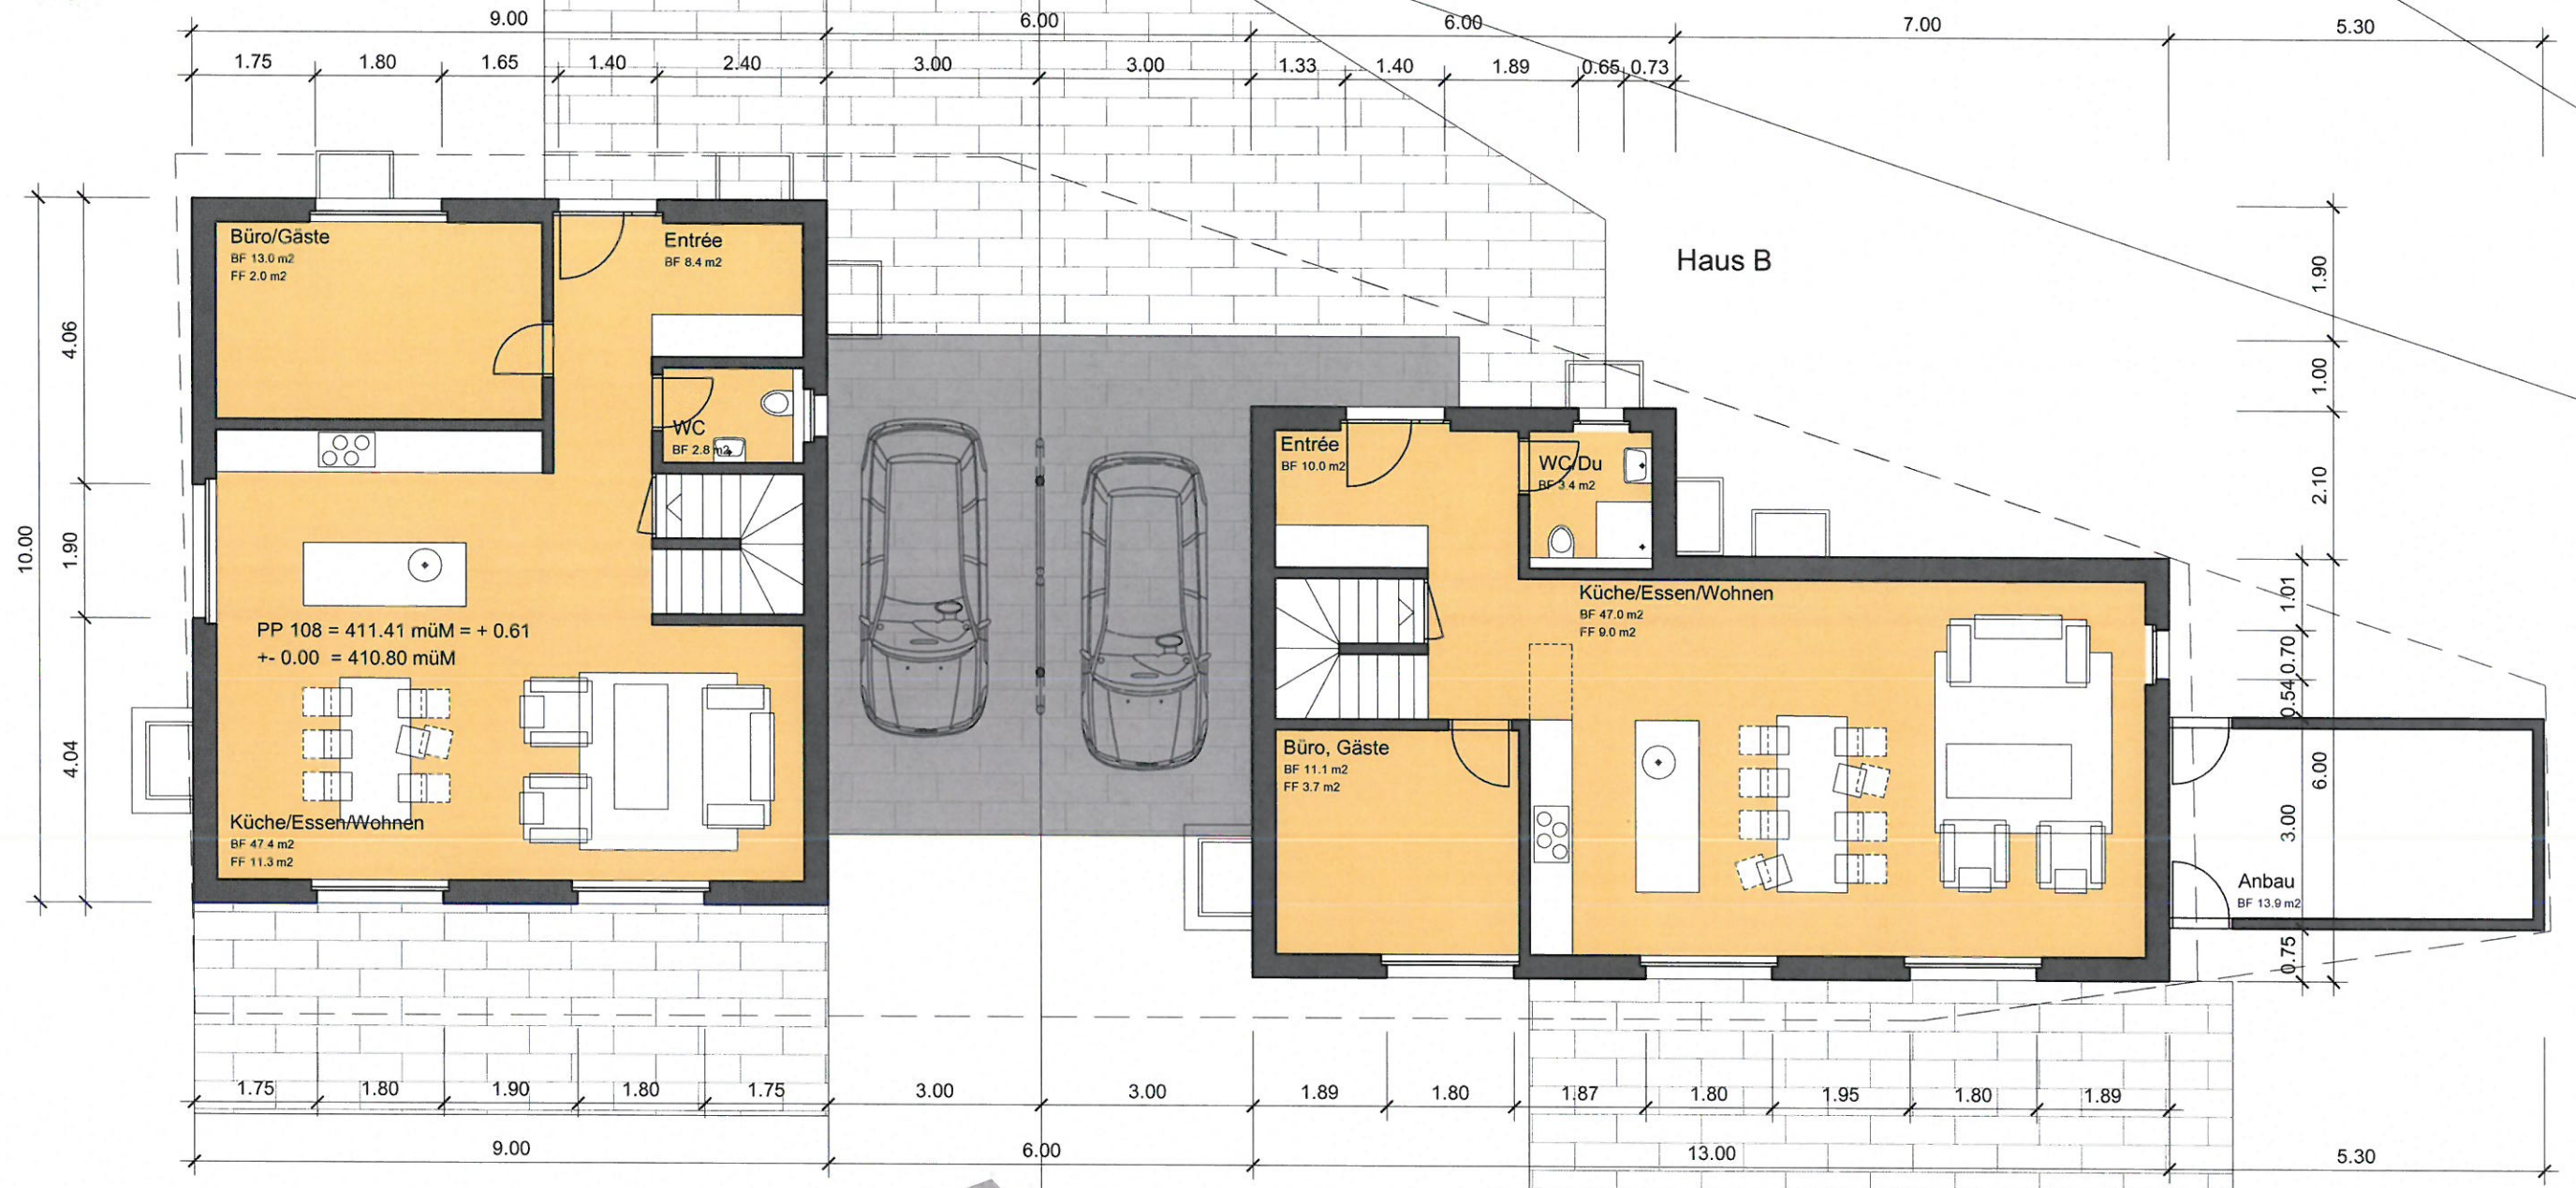 9.00
6.00
6.00
7.00
5.30
1.75
1.80
1.65
1.40
2.40
3.00
3.00
1.33
1.40
1.89
0.65
0.73
10.00
4.06
1.90
4.04
Büro/Gäste
BF 13.0 m2
FF 2.0 m2
Entrée
BF 8.4 m2
WC
BF 2.8 m2
PP 108 = 411.41 müM = + 0.61
+- 0.00 = 410.80 müM
Küche/Essen/Wohnen
BF 47.4 m2
FF 11.3 m2
Haus B
Entrée
BF 10.0 m2
WC/Du
BF 3.4 m2
Küche/Essen/Wohnen
BF 47.0 m2
FF 9.0 m2
Büro, Gäste
BF 11.1 m2
FF 3.7 m2
Anbau
BF 13.9 m2
1.90
1.00
2.10
6.00
1.01
0.70
0.54
3.00
0.75
1.75
1.80
1.90
1.80
1.75
3.00
3.00
1.89
1.80
1.87
1.80
1.95
1.80
1.89
9.00
6.00
13.00
5.30